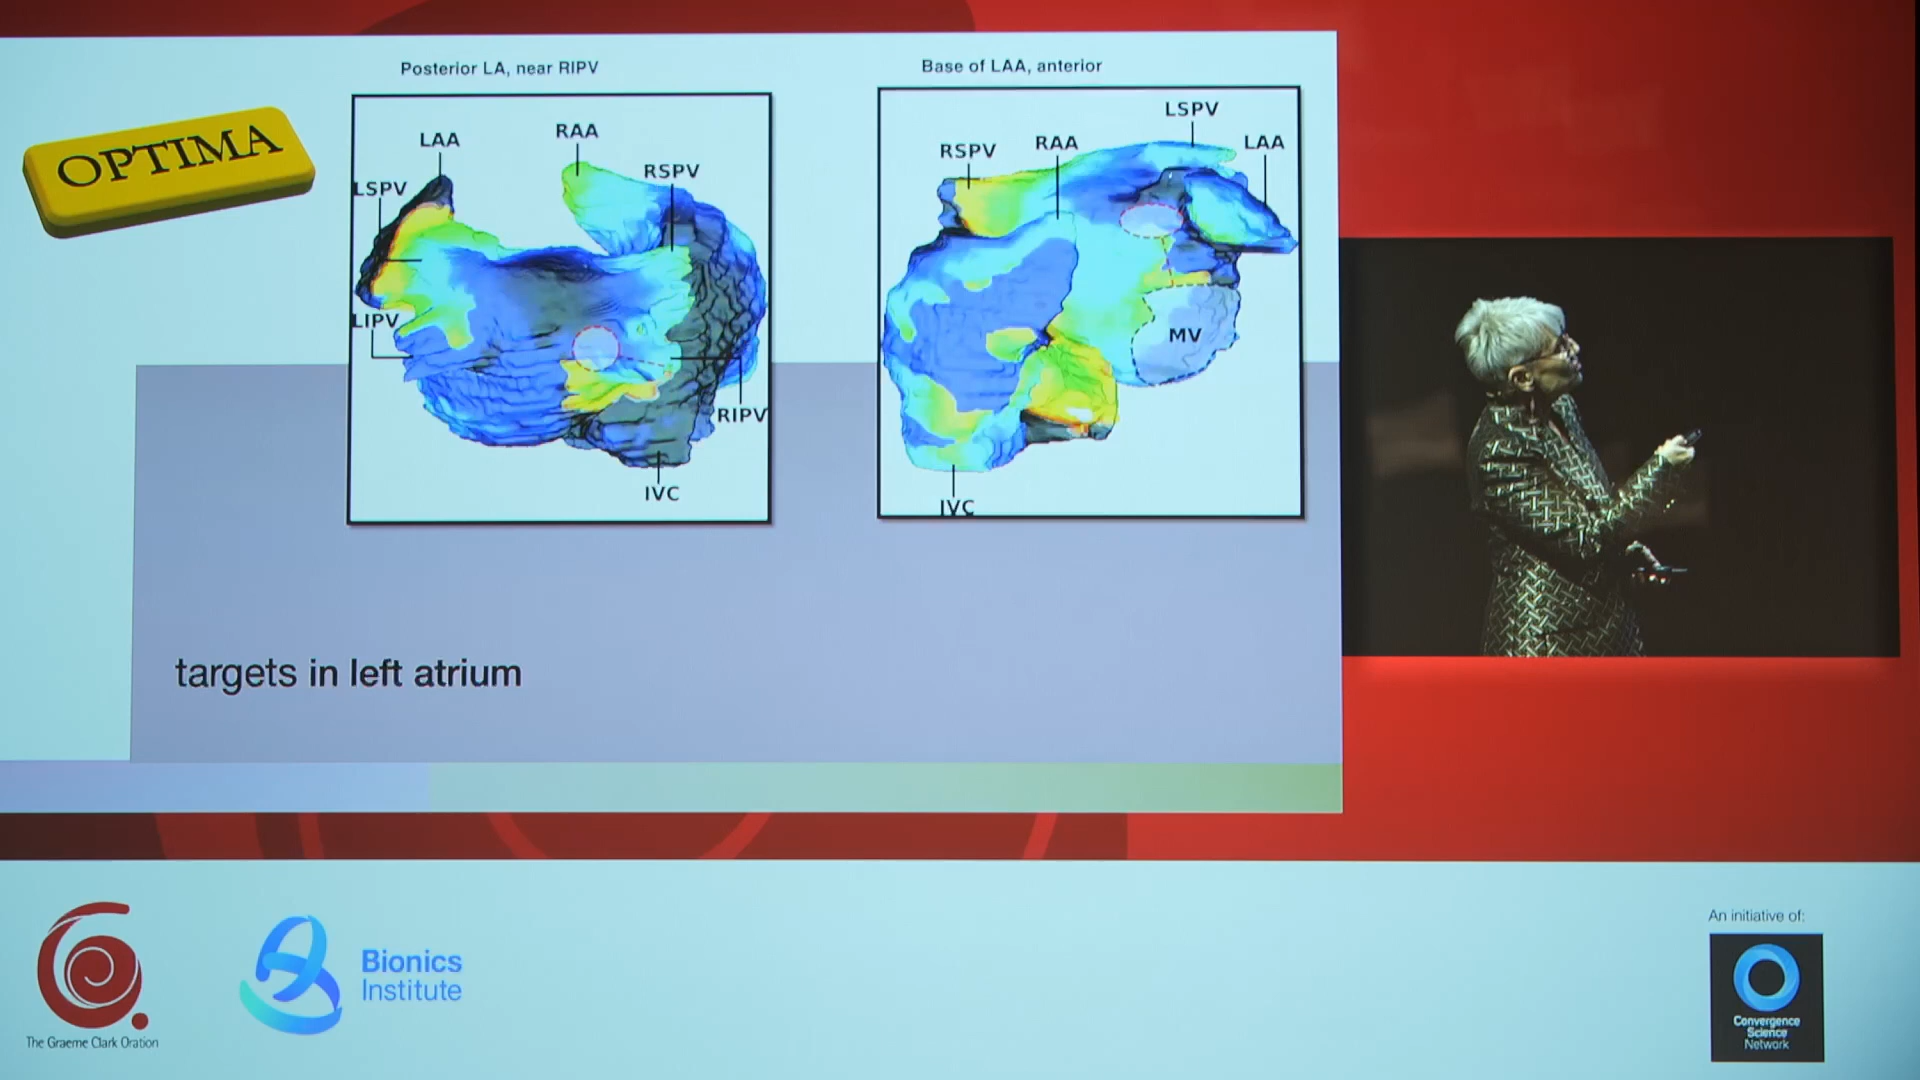 Posterior LA, near RIPV
Base of LAA, anterior
OPTIMA
LAA
RAA
RSPV
LSPV
LIPV
RIPV
IVC
LSPV
RSPV
RAA
LAA
MV
IVC
targets in left atrium
The Graeme Clark Oration
Bionics
Institute
An initiative of:
Convergence
Science
Network